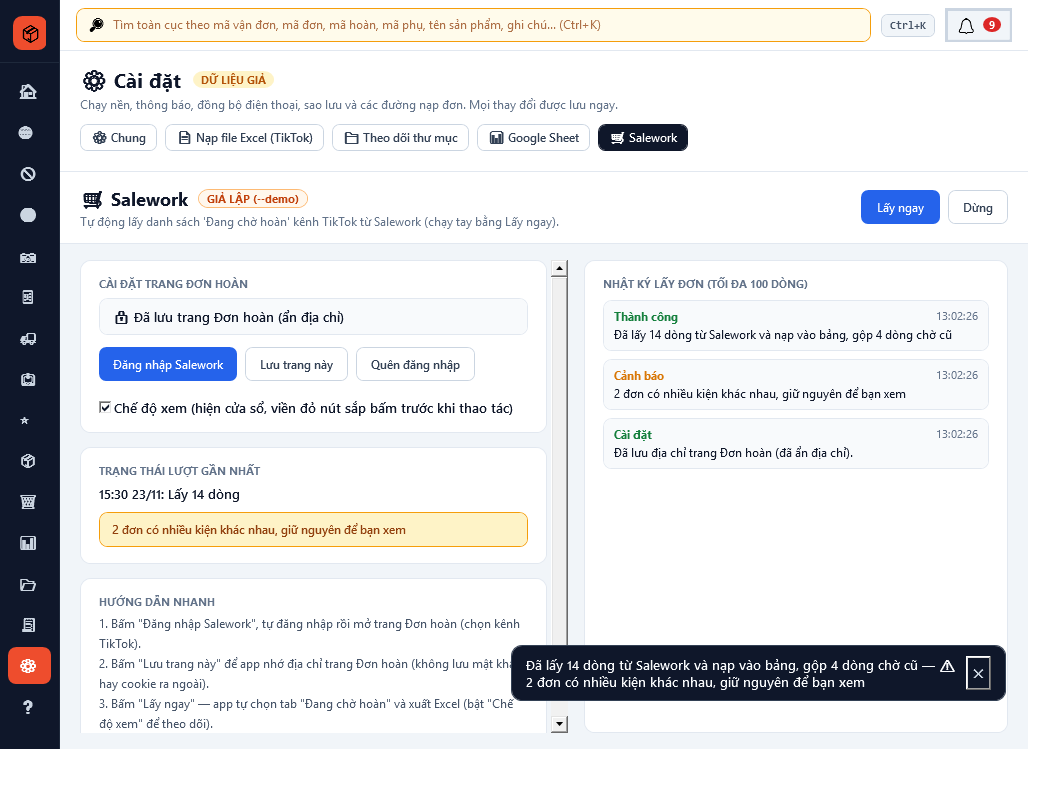 Tìm toàn cục theo mã vận đơn, mã đơn, mã hoàn, mã phụ, tên sản phẩm, ghi chú... (Ctrl+K)
Ctrl+K
9
Cài đặt
DỮ LIỆU GIẢ
Chạy nền, thông báo, đồng bộ điện thoại, sao lưu và các đường nạp đơn. Mọi thay đổi được lưu ngay.
Chung
Nạp file Excel (TikTok)
Theo dõi thư mục
Google Sheet
Salework
Salework
GIẢ LẬP (--demo)
Tự động lấy danh sách 'Đang chờ hoàn' kênh TikTok từ Salework (chạy tay bằng Lấy ngay).
Lấy ngay
Dừng
CÀI ĐẶT TRANG ĐƠN HOÀN
Đã lưu trang Đơn hoàn (ẩn địa chỉ)
Đăng nhập Salework
Lưu trang này
Quên đăng nhập
Chế độ xem (hiện cửa sổ, viền đỏ nút sắp bấm trước khi thao tác)
TRẠNG THÁI LƯỢT GẦN NHẤT
15:30 23/11: Lấy 14 dòng
2 đơn có nhiều kiện khác nhau, giữ nguyên để bạn xem
HƯỚNG DẪN NHANH
1. Bấm "Đăng nhập Salework", tự đăng nhập rồi mở trang Đơn hoàn (chọn kênh
TikTok).
2. Bấm "Lưu trang này" để app nhớ địa chỉ trang Đơn hoàn (không lưu mật
hay cookie ra ngoài).
3. Bấm "Lấy ngay" — app tự chọn tab "Đang chờ hoàn" và xuất Excel (bật "Chế
độ xem" để theo dõi).
NHẬT KÝ LẤY ĐƠN (TỐI ĐA 100 DÒNG)
Thành công
13:02:26
Đã lấy 14 dòng từ Salework và nạp vào bảng, gộp 4 dòng chờ cũ
Cảnh báo
13:02:26
2 đơn có nhiều kiện khác nhau, giữ nguyên để bạn xem
Cài đặt
13:02:26
Đã lưu địa chỉ trang Đơn hoàn (đã ẩn địa chỉ).
Đã lấy 14 dòng từ Salework và nạp vào bảng, gộp 4 dòng chờ cũ — ⚠
2 đơn có nhiều kiện khác nhau, giữ nguyên để bạn xem
?